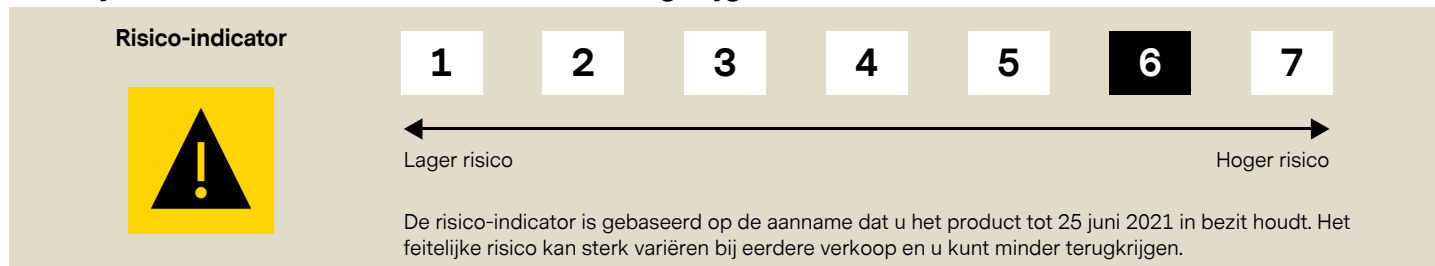 Risico-indicator
1 2 3 4 5 6 7
Lager risico Hoger risico
De risico-indicator is gebaseerd op de aanname dat u het product tot 25 juni 2021 in bezit houdt. Het
feitelijke risico kan sterk variëren bij eerdere verkoop en u kunt minder terugkrijgen.